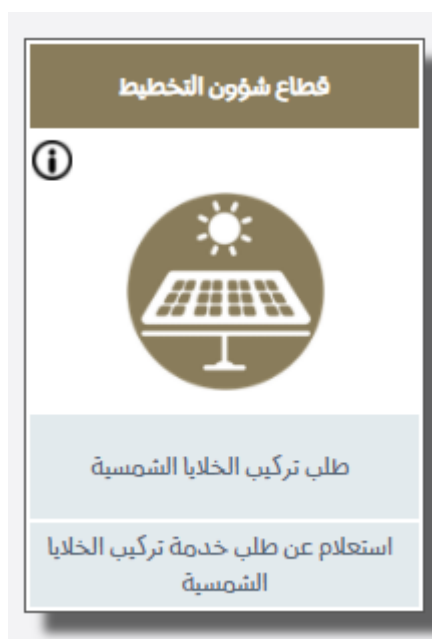 قطاع شؤون التخطيط
طلب تركيب الخلايا الشمسية
استعلام عن طلب خدمة تركيب الخلايا
الشمسية